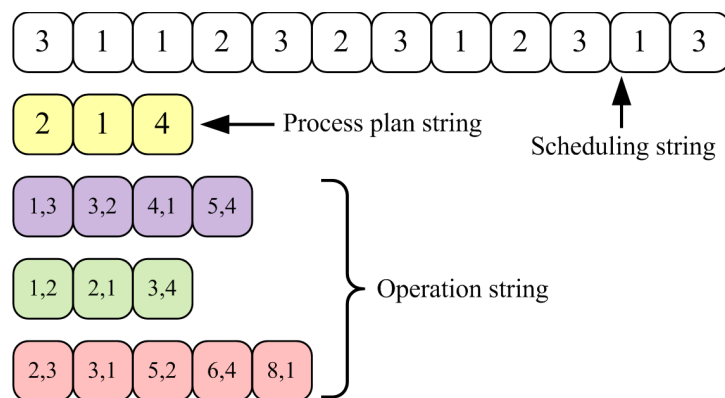 3 1 1 2 3 2 3 1 2 3 1 3
2 1 4
Process plan string
Scheduling string
1,3 3,2 4,1 5,4
1,2 2,1 3,4
Operation string
2,3 3,1 5,2 6,4 8,1